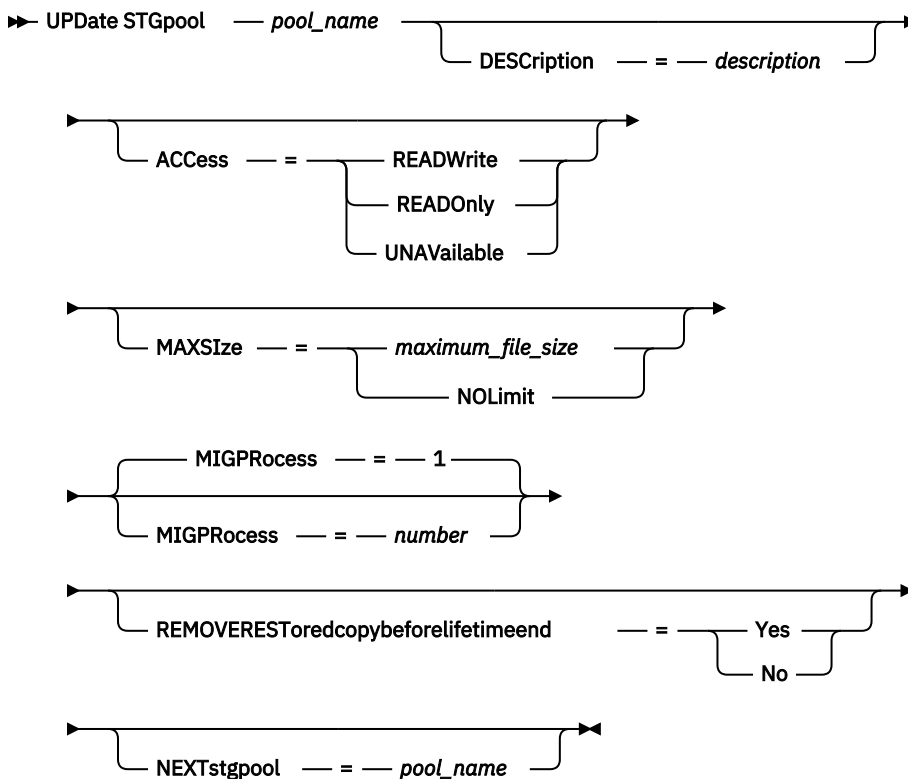 UPDate STGpool — pool_name
DESCription — = — description
ACCess — = — READWrite
READOnly
UNAVailable
MAXSIze — = — maximum_file_size
NOLimit
MIGPRocess — = — 1
MIGPRocess — = — number
REMOVERESToredcopybeforelifetimeend — = — Yes
No
NEXTstgpool — = — pool_name